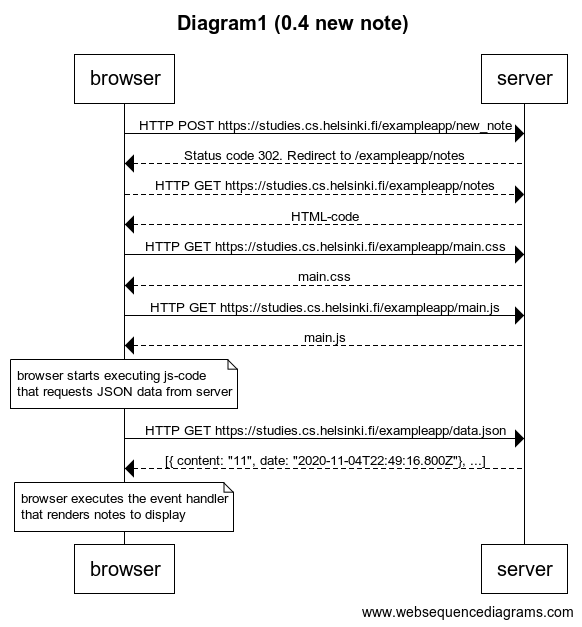 Diagram1 (0.4 new note)
browser
server
HTTP POST https://studies.cs.helsinki.fi/exampleapp/new_note
Status code 302. Redirect to /exampleapp/notes
HTTP GET https://studies.cs.helsinki.fi/exampleapp/notes
HTML-code
HTTP GET https://studies.cs.helsinki.fi/exampleapp/main.css
main.css
HTTP GET https://studies.cs.helsinki.fi/exampleapp/main.js
main.js
browser starts executing js-code
that requests JSON data from server
HTTP GET https://studies.cs.helsinki.fi/exampleapp/data.json
[{ content: "11", date: "2020-11-04T22:49:16.800Z"}, ...]
browser executes the event handler
that renders notes to display
browser
server
www.websequencediagrams.com